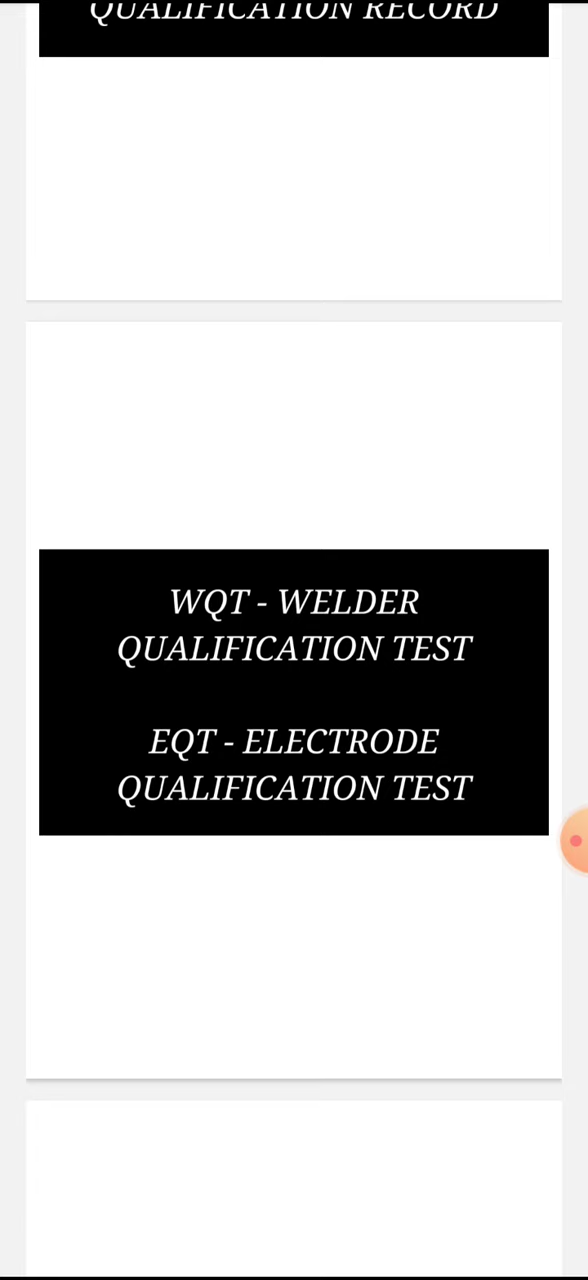 QUALIFICATION RECORD
WQT - WELDER
QUALIFICATION TEST
EQT - ELECTRODE
QUALIFICATION TEST